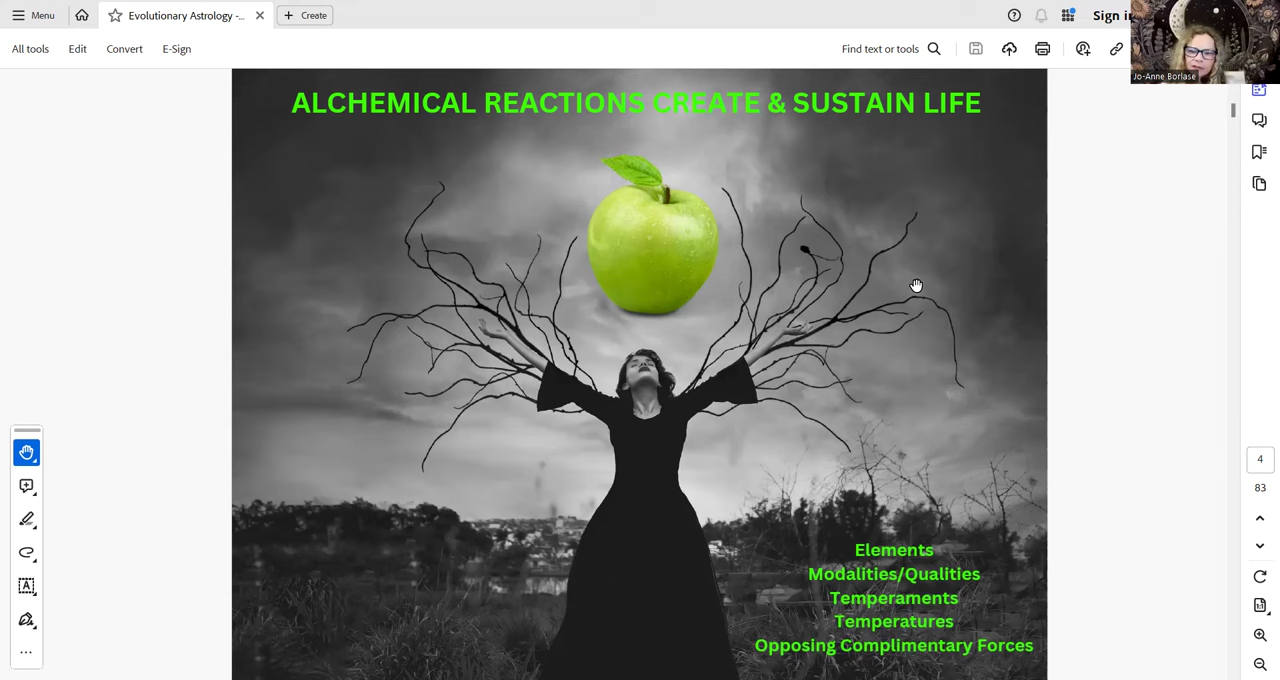 Menu
Evolutionary Astrology -...
Create
Sign in
All tools
Edit
Convert
E-Sign
Find text or tools
Jo-Anne Borlase
ALCHEMICAL REACTIONS CREATE & SUSTAIN LIFE
4
83
Elements
Modalities/Qualities
Temperaments
Temperatures
Opposing Complimentary Forces